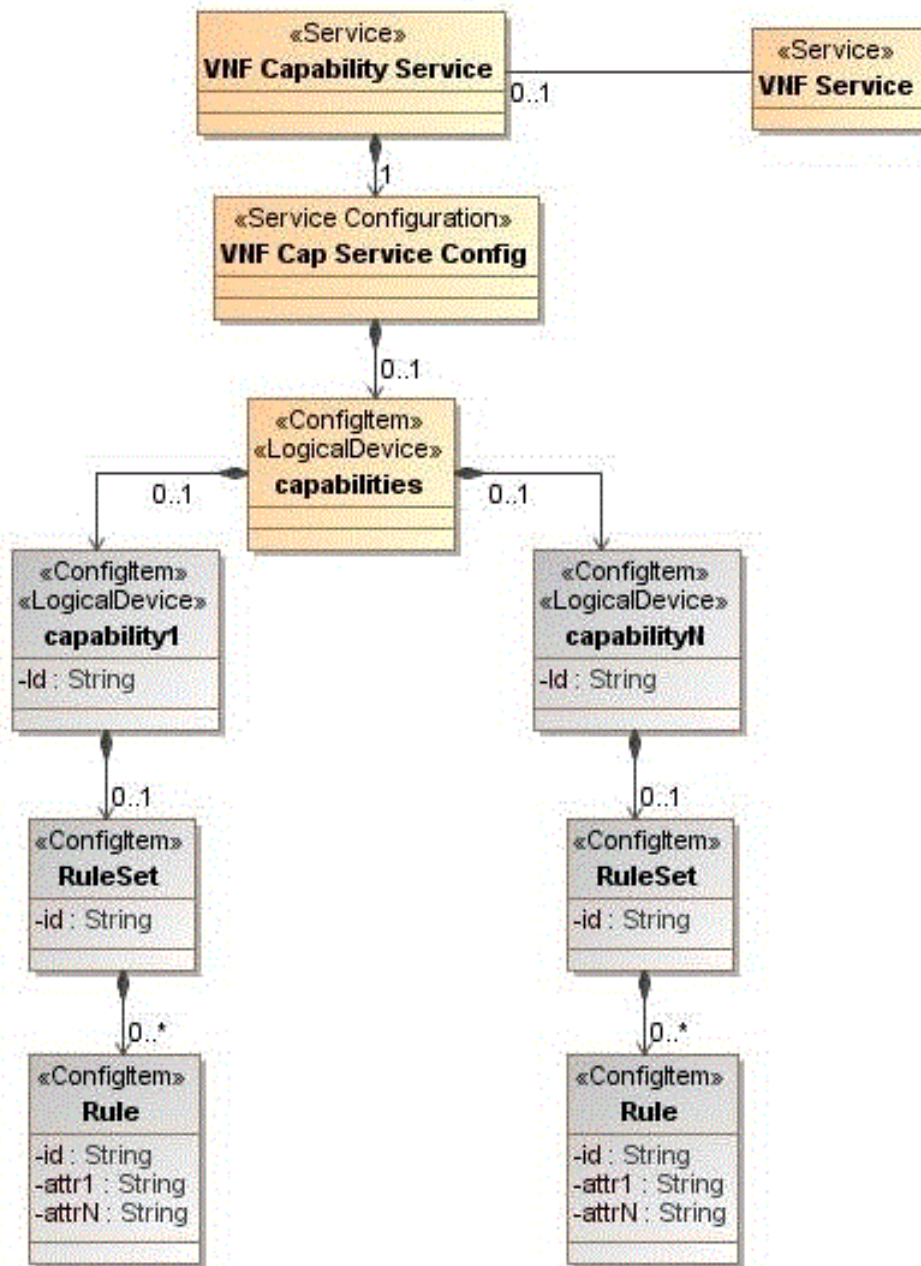 «Service»
VNF Capability Service
0..1
«Service»
VNF Service
1
«Service Configuration»
VNF Cap Service Config
0..1
«ConfigItem»
«LogicalDevice»
capabilities
0..1
0..1
«ConfigItem»
«LogicalDevice»
capability1
-Id : String
«ConfigItem»
«LogicalDevice»
capabilityN
-Id : String
0..1
0..1
«ConfigItem»
RuleSet
-id : String
«ConfigItem»
RuleSet
-id : String
0..*
0..*
«ConfigItem»
Rule
-id : String
-attr1 : String
-attrN : String
«ConfigItem»
Rule
-id : String
-attr1 : String
-attrN : String